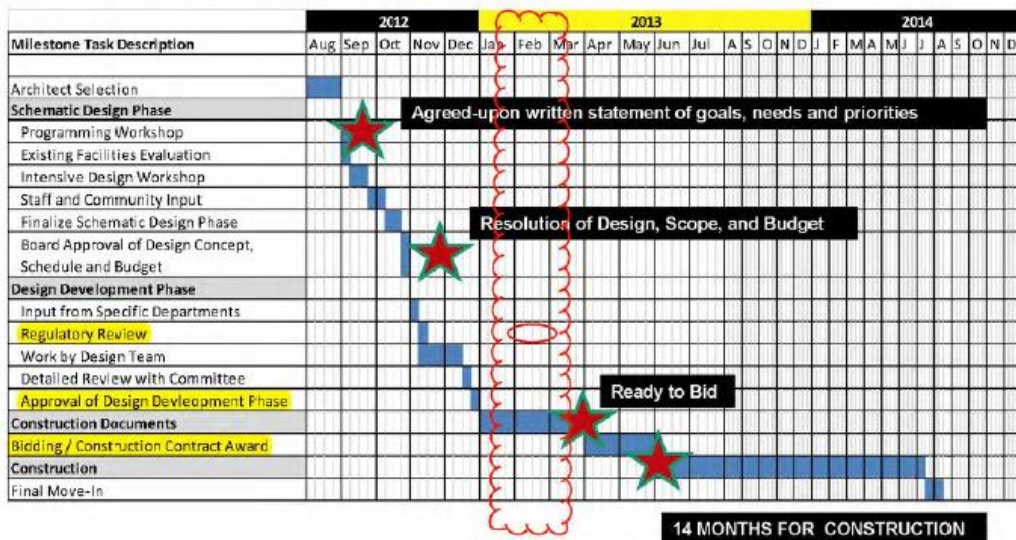 2012 2013 2014
Milestone Task Description Aug Sep Oct Nov Dec Jan Feb Mar Apr May Jun Jul A S O N D J F M A M J J A S O N D
Architect Selection
Schematic Design Phase
Agreed-upon written statement of goals, needs and priorities
Programming Workshop
Existing Facilities Evaluation
Intensive Design Workshop
Staff and Community Input
Finalize Schematic Design Phase
Resolution of Design, Scope, and Budget
Board Approval of Design Concept,
Schedule and Budget
Design Development Phase
Input from Specific Departments
Regulatory Review
Work by Design Team
Detailed Review with Committee
Ready to Bid
Approval of Design Devleopment Phase
Construction Documents
Bidding / Construction Contract Award
Construction
Final Move-In
14 MONTHS FOR CONSTRUCTION